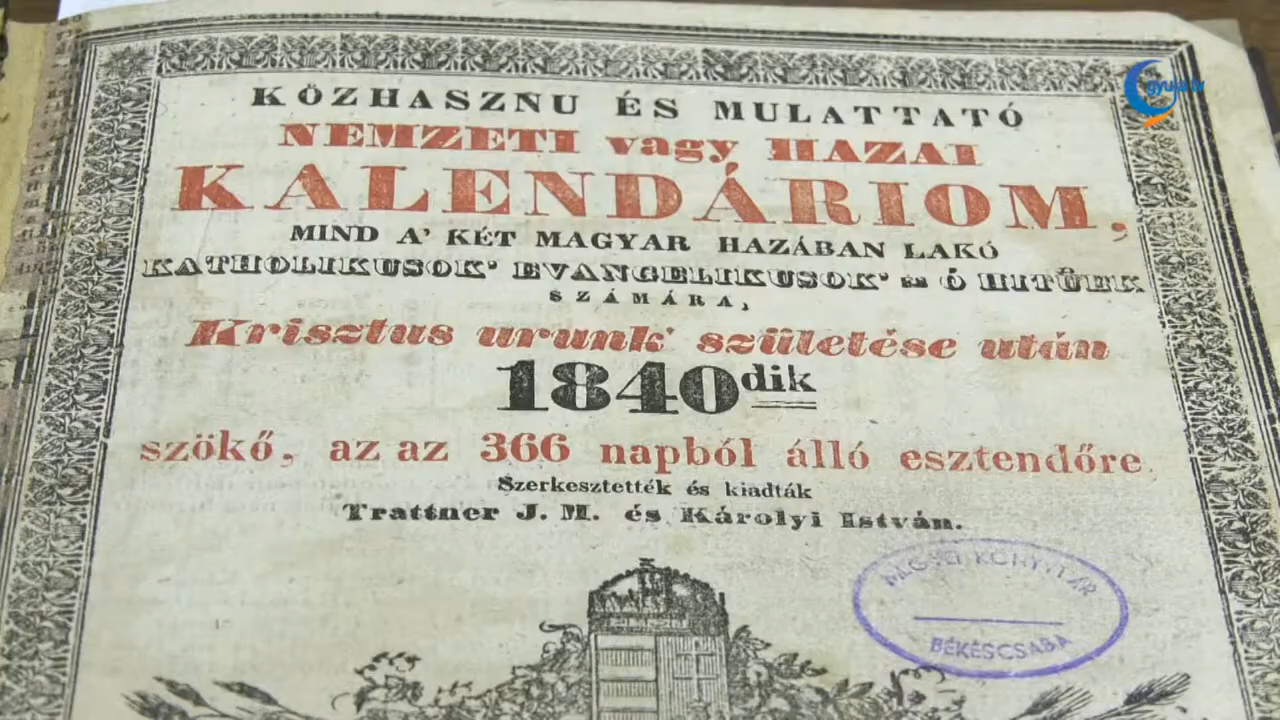 KÖZHASZNU ÉS MULATTATÓ
NEMZETI vagy HAZAI
KALENDÁRIOM,
MIND A' KÉT MAGYAR HAZÁBAN LAKÓ
KATHOLIKUSOK' EVANGELIKUSOK' és Ó HITŰEK
SZÁMÁRA,
Krisztus urunk' születése után
1840dik
szökő, az az 366 napból álló esztendőre.
Szerkesztették és kiadták
Trattner J. M. és Károlyi István.
MEGYEI KÖNYVTÁR
BÉKÉSCSABA
gyulatv